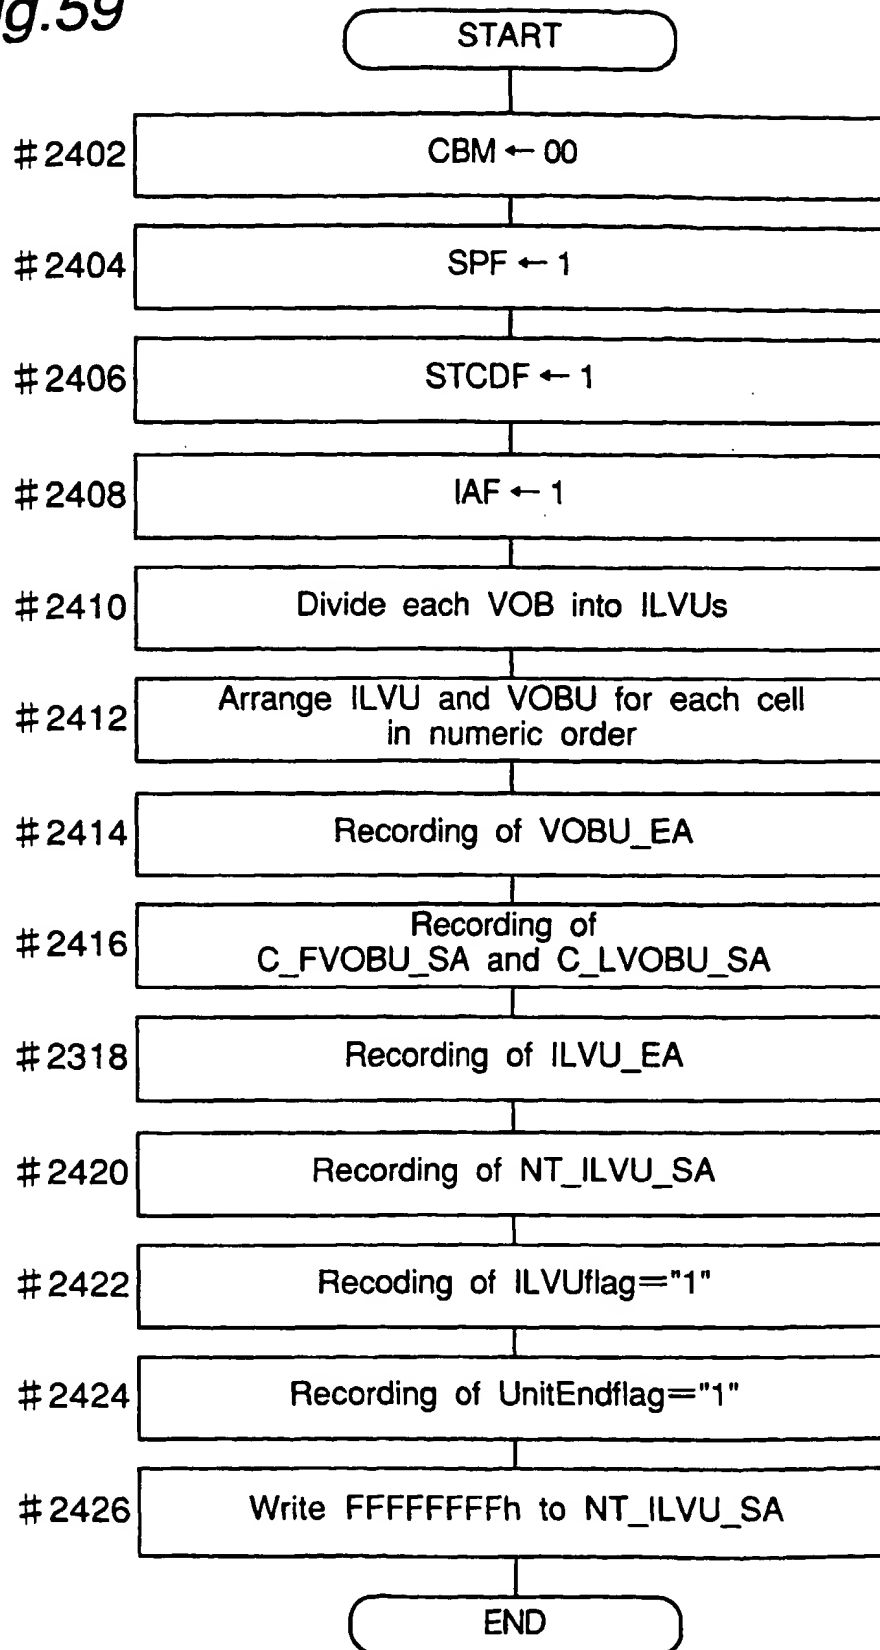 g.59
START
#2402 CBM ← 00
#2404 SPF ← 1
#2406 STCDF ← 1
#2408 IAF ← 1
#2410 Divide each VOB into ILVUs
#2412 Arrange ILVU and VOBU for each cell
in numeric order
#2414 Recording of VOBU_EA
#2416 Recording of
C_FVOBU_SA and C_LVOBU_SA
#2318 Recording of ILVU_EA
#2420 Recording of NT_ILVU_SA
#2422 Recoding of ILVUflag="1"
#2424 Recording of UnitEndflag="1"
#2426 Write FFFFFFFFh to NT_ILVU_SA
END